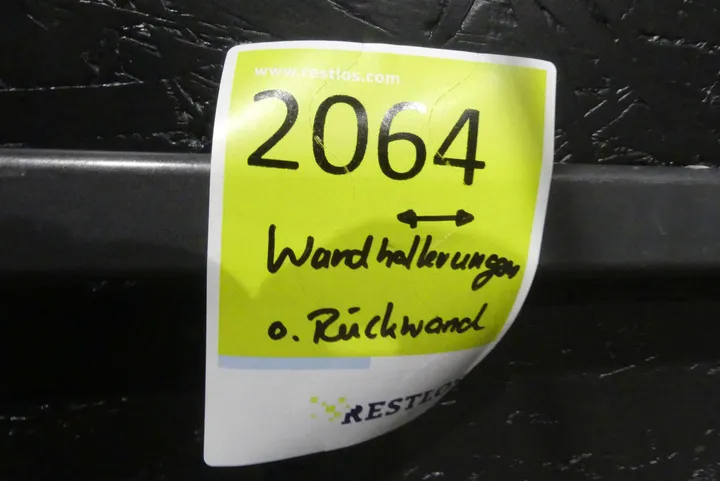 www.restlos.com
2064
Wandhalterungen
o. Rückwand
RESTLOS